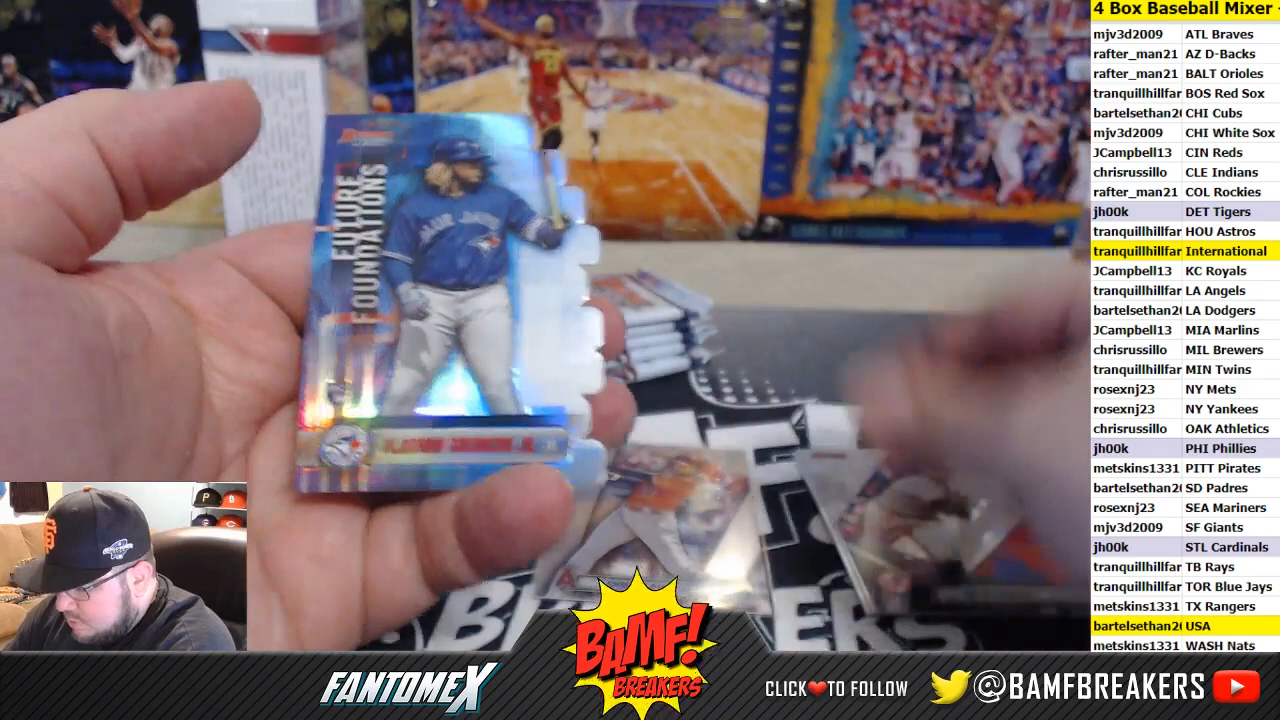 4 Box Baseball Mixer
mjv3d2009 ATL Braves
rafter_man21 AZ D-Backs
rafter_man21 BALT Orioles
tranquillhillfar BOS Red Sox
bartelsethan2 CHI Cubs
mjv3d2009 CHI White Sox
JCampbell13 CIN Reds
chrisrussillo CLE Indians
rafter_man21 COL Rockies
jh00k DET Tigers
tranquillhillfar HOU Astros
tranquillhillfar International
JCampbell13 KC Royals
tranquillhillfar LA Angels
bartelsethan2 LA Dodgers
JCampbell13 MIA Marlins
chrisrussillo MIL Brewers
tranquillhillfar MIN Twins
rosexnj23 NY Mets
rosexnj23 NY Yankees
chrisrussillo OAK Athletics
jh00k PHI Phillies
metskins1331 PITT Pirates
bartelsethan2 SD Padres
rosexnj23 SEA Mariners
mjv3d2009 SF Giants
jh00k STL Cardinals
tranquillhillfar TB Rays
tranquillhillfar TOR Blue Jays
metskins1331 TX Rangers
bartelsethan2 USA
metskins1331 WASH Nats
FUTURE
FOUNDATIONS
BLUE JAYS
FANTOMEX
BAMF!
BREAKERS
CLICK TO FOLLOW
@BAMFBREAKERS